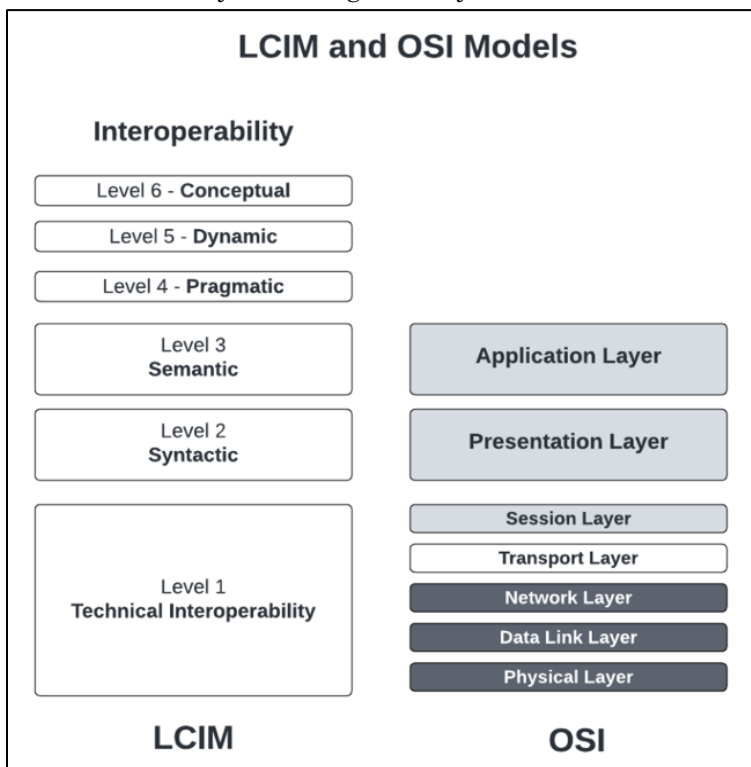 LCIM and OSI Models
Interoperability
Level 6 - Conceptual
Level 5 - Dynamic
Level 4 - Pragmatic
Level 3
Semantic
Level 2
Syntactic
Level 1
Technical Interoperability
LCIM
Application Layer
Presentation Layer
Session Layer
Transport Layer
Network Layer
Data Link Layer
Physical Layer
OSI